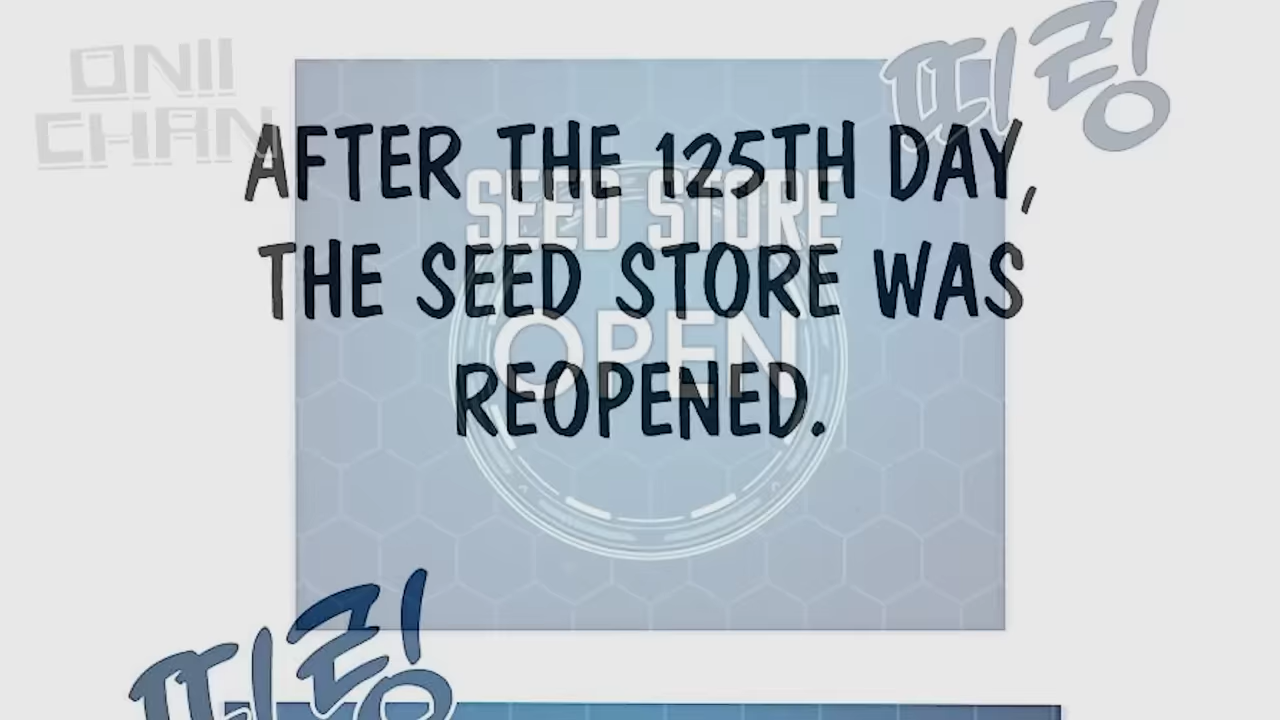 ONII
CHAN
띠링
AFTER THE 125TH DAY,
THE SEED STORE WAS
REOPENED.
SEED STORE
OPEN
띠링